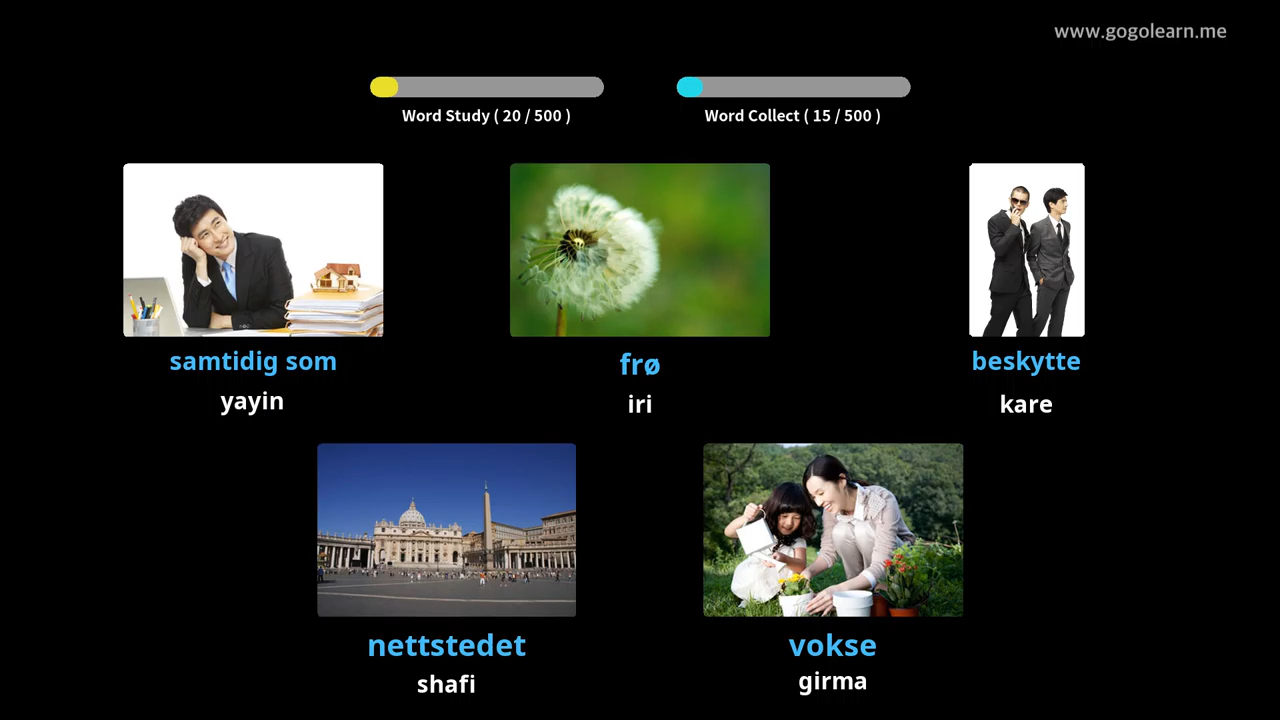 www.gogolearn.me
Word Study ( 20 / 500 )
Word Collect ( 15 / 500 )
samtidig som
yayin
frø
iri
beskytte
kare
nettstedet
shafi
vokse
girma